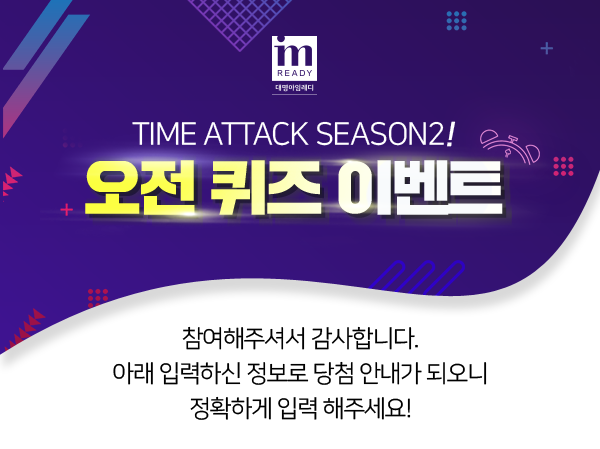 im
READY
대명아임레디
TIME ATTACK SEASON2!
오전 퀴즈 이벤트
참여해주셔서 감사합니다.
아래 입력하신 정보로 당첨 안내가 되오니
정확하게 입력 해주세요!